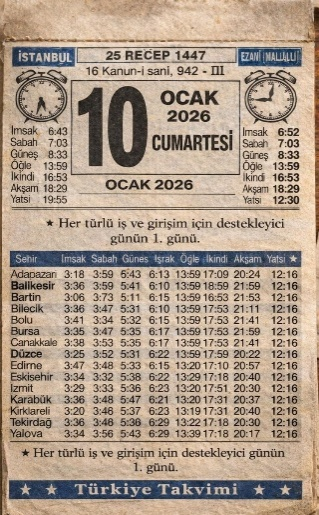 İSTANBUL 25 RECEP 1447 EZANİ
16 Kanun-i sani, 942 - III
10 OCAK 2026 CUMARTESİ
OCAK 2026
İmsak 6:43
Sabah 7:03
Güneş 8:33
Öğle 13:59
İkindi 16:53
Akşam 18:29
Yatsi 19:55
İmsak 6:52
Sabah 7:03
Güneş 8:33
Öğle 13:59
İkindi 16:53
Akşam 18:29
Yatsi 12:30
★ Her türlü iş ve girişim için destekleyici
günün 1. günü.
Sehir İmsak Sabah Güneş Işrak Öğle İkindi Akşam Yatsi ★
Adapazarı 3:18 3:59 5:43 6:13 13:59 17:09 20:24 12:16
Balikesir 3:36 3:59 5:41 6:10 13:59 18:59 21:59 12:16
Bartin 3:06 3:73 5:11 6:15 13:59 16:53 21:53 12:16
Bilecik 3:36 3:47 5:31 6:10 13:59 17:53 21:11 12:16
Bolu 3:41 3:34 5:32 6:15 13:59 17:53 21:41 12:16
Bursa 3:35 3:47 5:35 6:17 13:59 17:53 21:59 12:16
Canakkale 3:38 3:53 5:35 6:17 13:59 17:53 21:41 12:16
Düzce 3:25 3:52 5:31 6:22 13:59 17:59 20:22 12:16
Edirne 3:47 3:48 5:33 6:15 13:20 17:10 20:57 12:16
Eskisehir 3:34 3:32 5:38 6:22 13:29 17:18 20:40 12:16
Izmit 3:29 3:33 5:36 6:23 13:20 17:51 20:30 12:16
Karabük 3:36 3:48 5:47 6:21 13:20 17:31 20:37 12:16
Kirklareli 3:20 3:46 5:37 6:23 13:19 17:31 20:40 12:16
Tekirdağ 3:36 3:46 5:36 6:29 13:22 17:18 20:30 12:16
Yalova 3:34 3:56 5:43 6:29 13:39 17:18 20:17 12:16
★ Her türlü iş ve girişim için destekleyici günün
1. günü.
★ ★ Türkiye Takvimi ★ ★